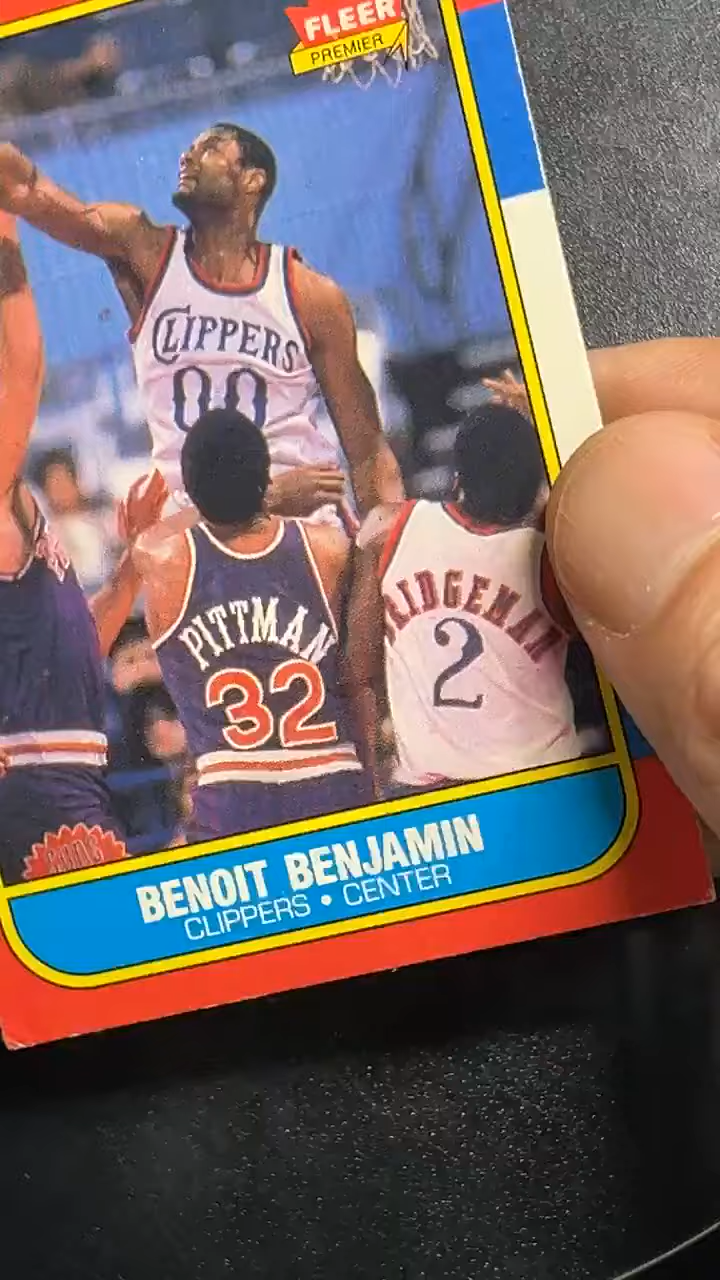 FLEER
PREMIER
CLIPPERS
00
PITTMAN
32
RIDGEMAN
2
BENOIT BENJAMIN
CLIPPERS • CENTER